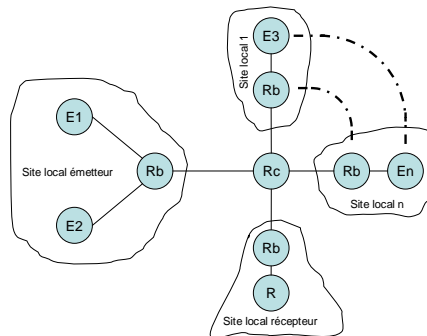 E3
Site local 1
Rb
E1
Site local émetteur
Rb
E2
Rc
Rb
En
Site local n
Rb
R
Site local récepteur